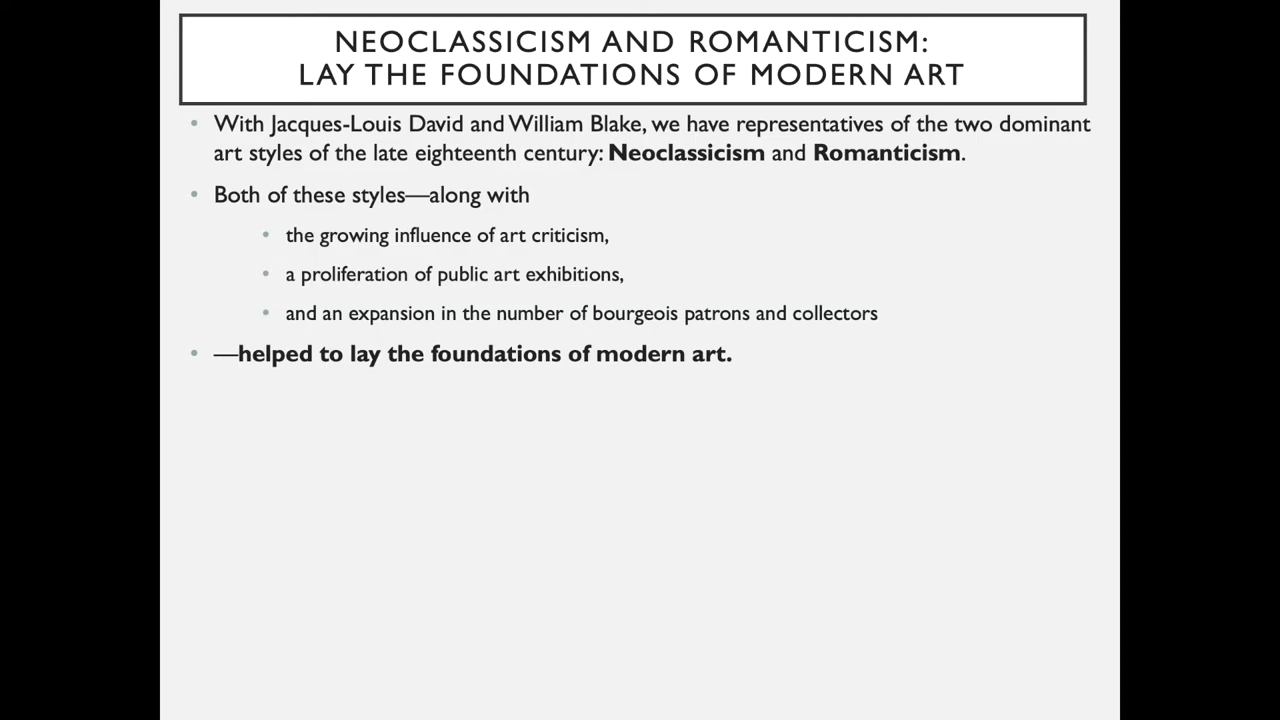 NEOCLASSICISM AND ROMANTICISM:
LAY THE FOUNDATIONS OF MODERN ART
• With Jacques-Louis David and William Blake, we have representatives of the two dominant
art styles of the late eighteenth century: Neoclassicism and Romanticism.
• Both of these styles—along with
• the growing influence of art criticism,
• a proliferation of public art exhibitions,
• and an expansion in the number of bourgeois patrons and collectors
• —helped to lay the foundations of modern art.